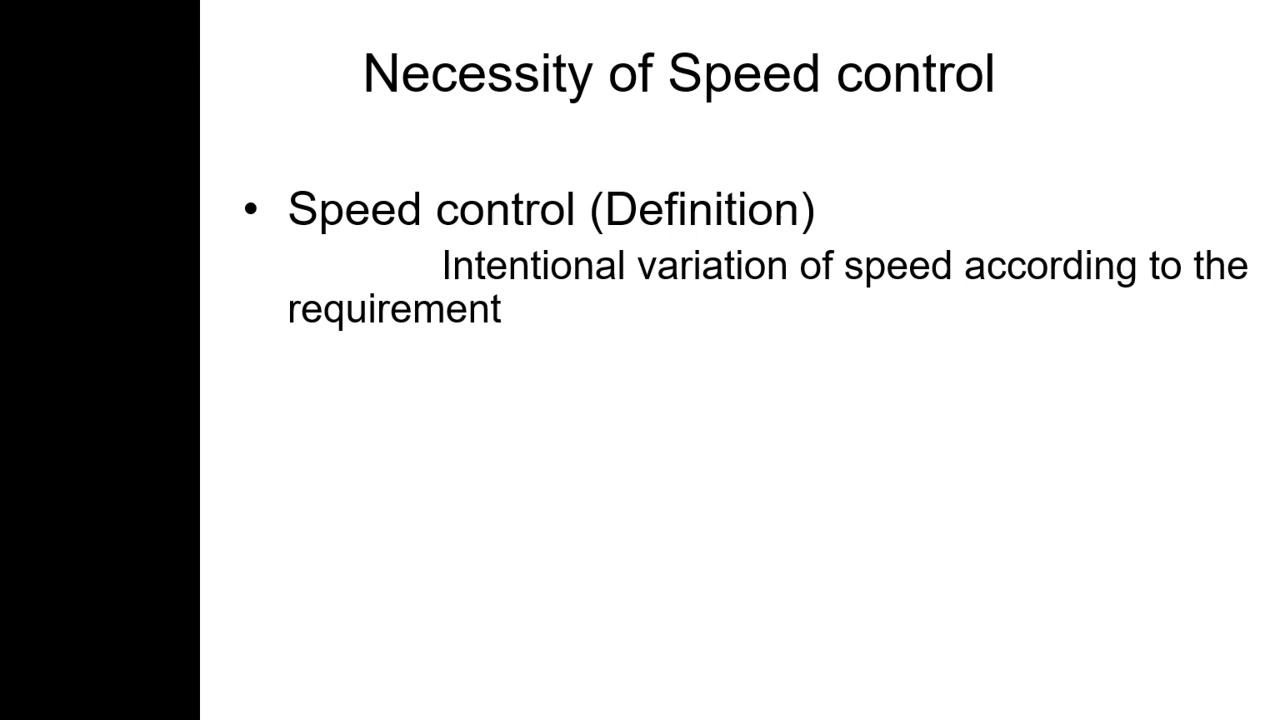 Necessity of Speed control
• Speed control (Definition)
Intentional variation of speed according to the
requirement